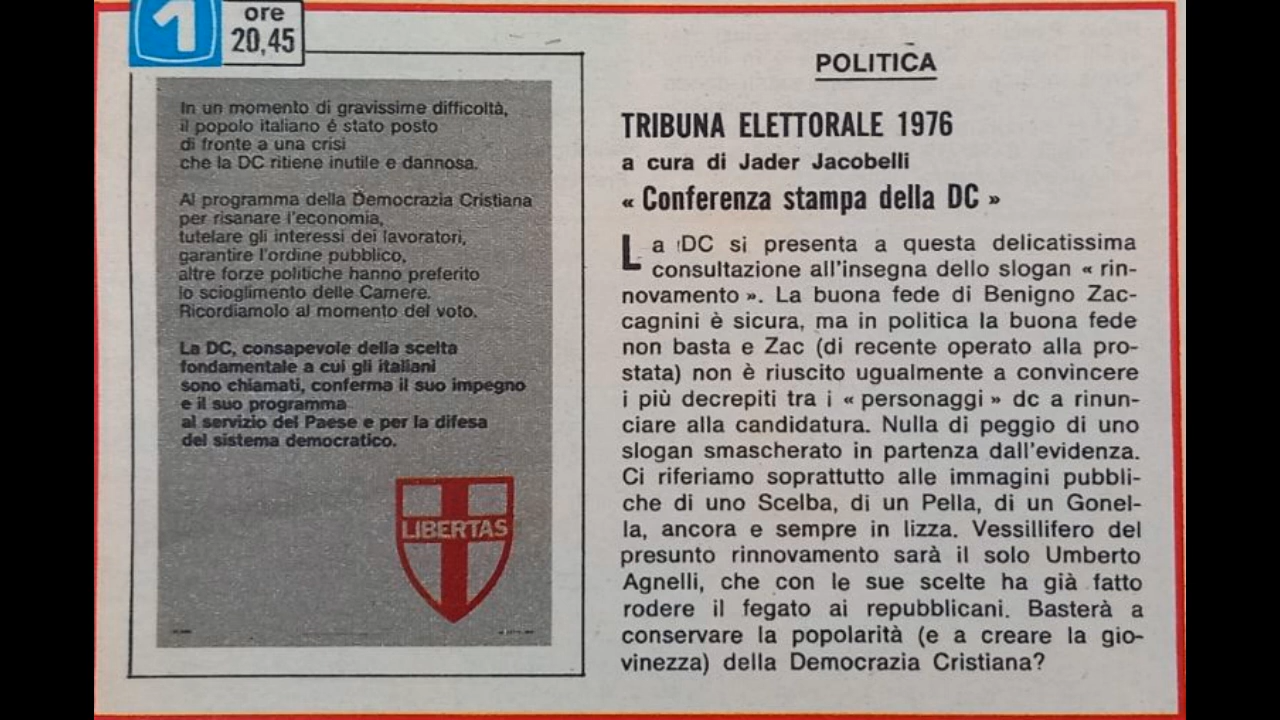 1
ore
20,45
In un momento di gravissime difficoltà,
il popolo italiano é stato posto
di fronte a una crisi
che la DC ritiene inutile e dannosa.
Al programma della Democrazia Cristiana
per risanare l'economia,
tutelare gli interessi dei lavoratori,
garantire l'ordine pubblico,
altre forze politiche hanno preferito
lo scioglimento delle Camere.
Ricordiamolo al momento del voto.
La DC, consapevole della scelta
fondamentale a cui gli italiani
sono chiamati, conferma il suo impegno
e il suo programma
al servizio del Paese e per la difesa
del sistema democratico.
LIBERTAS
POLITICA
TRIBUNA ELETTORALE 1976
a cura di Jader Jacobelli
« Conferenza stampa della DC »
La DC si presenta a questa delicatissima
consultazione all'insegna dello slogan « rin-
novamento ». La buona fede di Benigno Zac-
cagnini è sicura, ma in politica la buona fede
non basta e Zac (di recente operato alla pro-
stata) non è riuscito ugualmente a convincere
i più decrepiti tra i « personaggi » dc a rinun-
ciare alla candidatura. Nulla di peggio di uno
slogan smascherato in partenza dall'evidenza.
Ci riferiamo soprattutto alle immagini pubbli-
che di uno Scelba, di un Pella, di un Gonel-
la, ancora e sempre in lizza. Vessillifero del
presunto rinnovamento sarà il solo Umberto
Agnelli, che con le sue scelte ha già fatto
rodere il fegato ai repubblicani. Basterà a
conservare la popolarità (e a creare la gio-
vinezza) della Democrazia Cristiana?